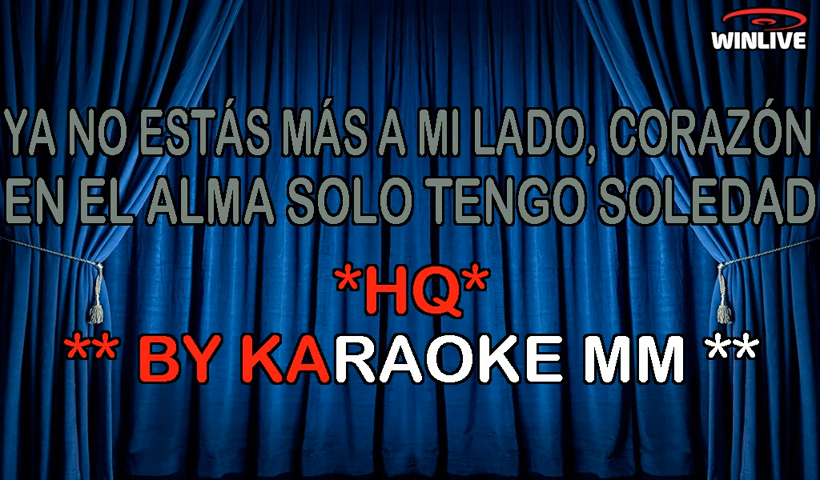 WINLIVE
YA NO ESTÁS MÁS A MI LADO, CORAZÓN
EN EL ALMA SOLO TENGO SOLEDAD
*HQ*
** BY KARAOKE MM **